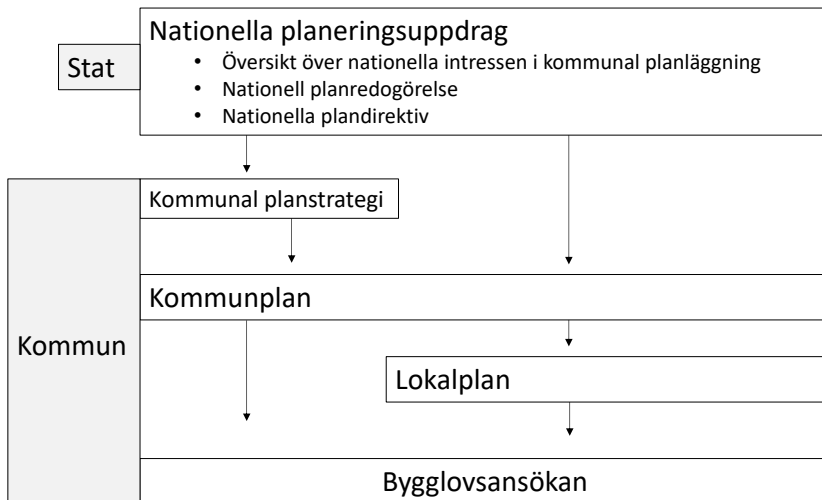 Nationella planeringsuppdrag
Stat
• Översikt över nationella intressen i kommunal planläggning
• Nationell planredogörelse
• Nationella plandirektiv
Kommunal planstrategi
Kommunplan
Kommun
Lokalplan
Bygglovsansökan